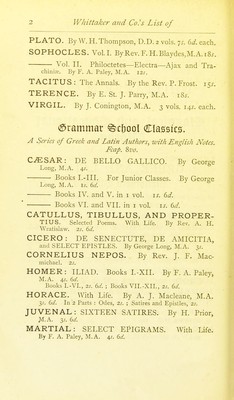 2 Whittaker and Co.'s List of
PLATO. By W. H. Thompson, D.D. 2 vols. 7s. 6d. each.
SOPHOCLES. Vol. I. By Rev. F. H. Blaydes, M.A. 18s.
—— Vol. II. Philoctetes—Electra—Ajax and Tra-
chiniæ. By F. A. Paley, M.A. 12s.
TACITUS: The Annals. By the Rev. P. Frost. 15s.
TERENCE. By E. St. J. Parry, M.A. 18s.
VIRGIL. By J. Conington, M.A. 3 vols. 14s. each.
Grammar School Classics.
A Series of Greek and Latin Authors, with English Notes.
Fcap. 8vo.
CÆSAR: DE BELLO GALLICO. By George
Long, M.A. 4s.
—— Books I.-III. For Junior Classes. By George
Long, M.A. 1s. 6d.
—— Books IV. and V. in 1 vol. 1s. 6d.
—— Books VI. and VII. in 1 vol. 1s. 6d.
CATULLUS, TIBULLUS, AND PROPER-
TIUS. Selected Poems. With Life. By Rev. A. H.
Wratislaw. 2s. 6d.
CICERO: DE SENECTUTE, DE AMICITIA,
and SELECT EPISTLES. By George Long, M.A. 3s.
CORNELIUS NEPOS. By Rev. J. F. Mac-
michael. 2s.
HOMER: ILIAD. Books I.-XII. By F. A. Paley,
M.A. 4s. 6d.
Books I.-VI., 2s. 6d.; Books VII.-XII., 2s. 6d.
HORACE. With Life. By A. J. Macleane, M.A.
3s. 6d. In 2 Parts: Odes, 2s.; Satires and Epistles, 2s.
JUVENAL: SIXTEEN SATIRES. By H. Prior,
M.A. 3s. 6d.
MARTIAL: SELECT EPIGRAMS. With Life.
By F. A. Paley, M.A. 4s. 6d.